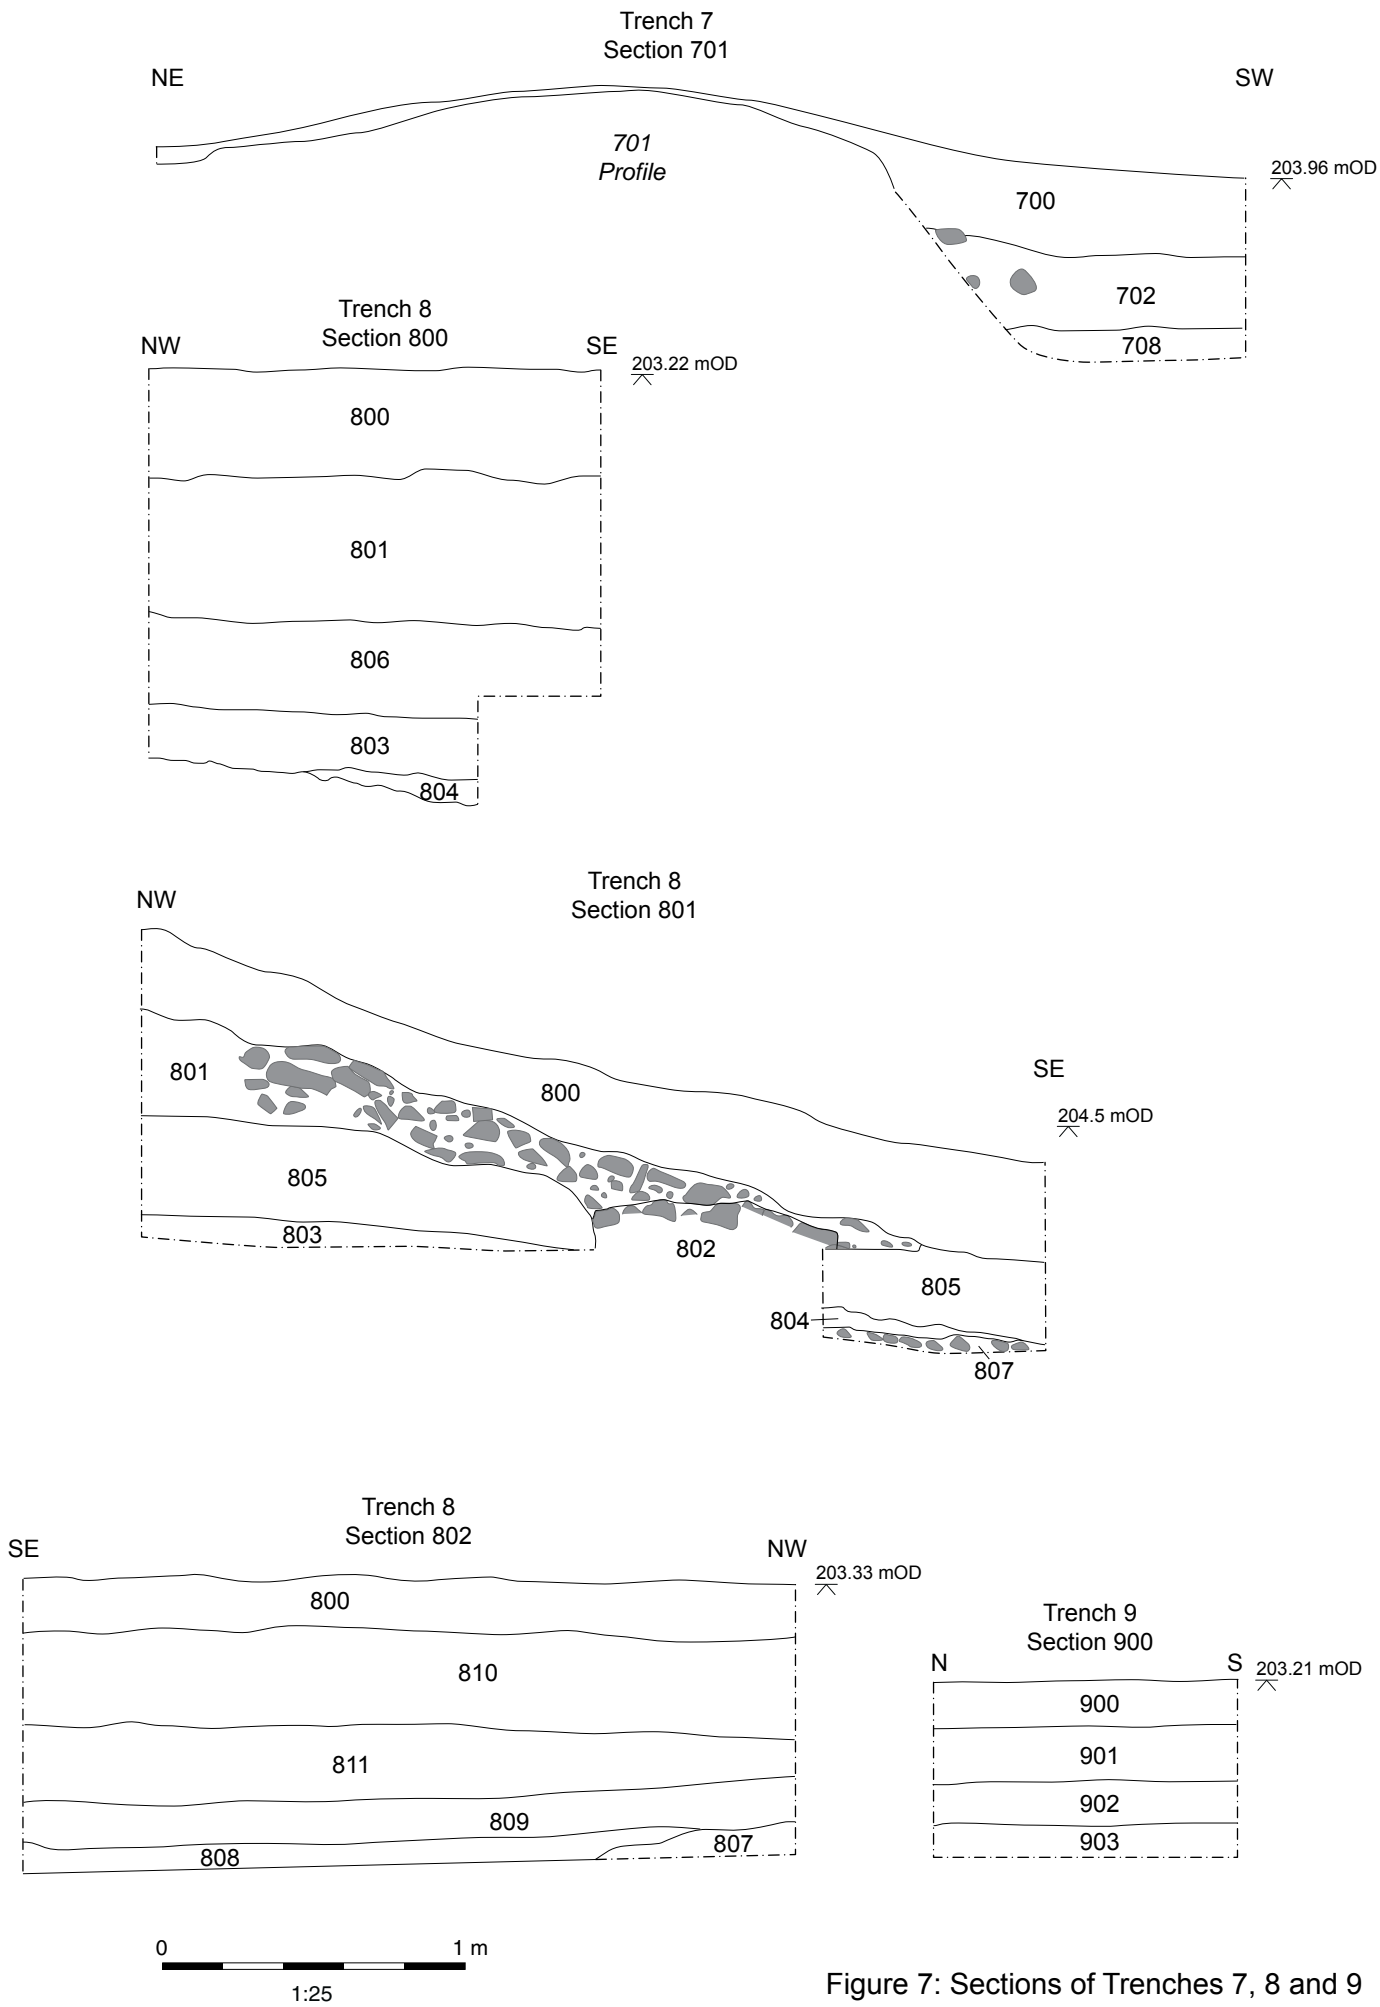 Trench 7
Section 701
NE
SW
701
Profile
203.96 mOD
700
702
708
Trench 8
Section 800
NW
SE
203.22 mOD
800
801
806
803
804
Trench 8
Section 801
NW
SE
204.5 mOD
801
800
805
803
802
805
804
807
Trench 8
Section 802
SE
NW
203.33 mOD
800
810
811
809
808
807
Trench 9
Section 900
N
S
203.21 mOD
900
901
902
903
0
1 m
1:25
Figure 7: Sections of Trenches 7, 8 and 9